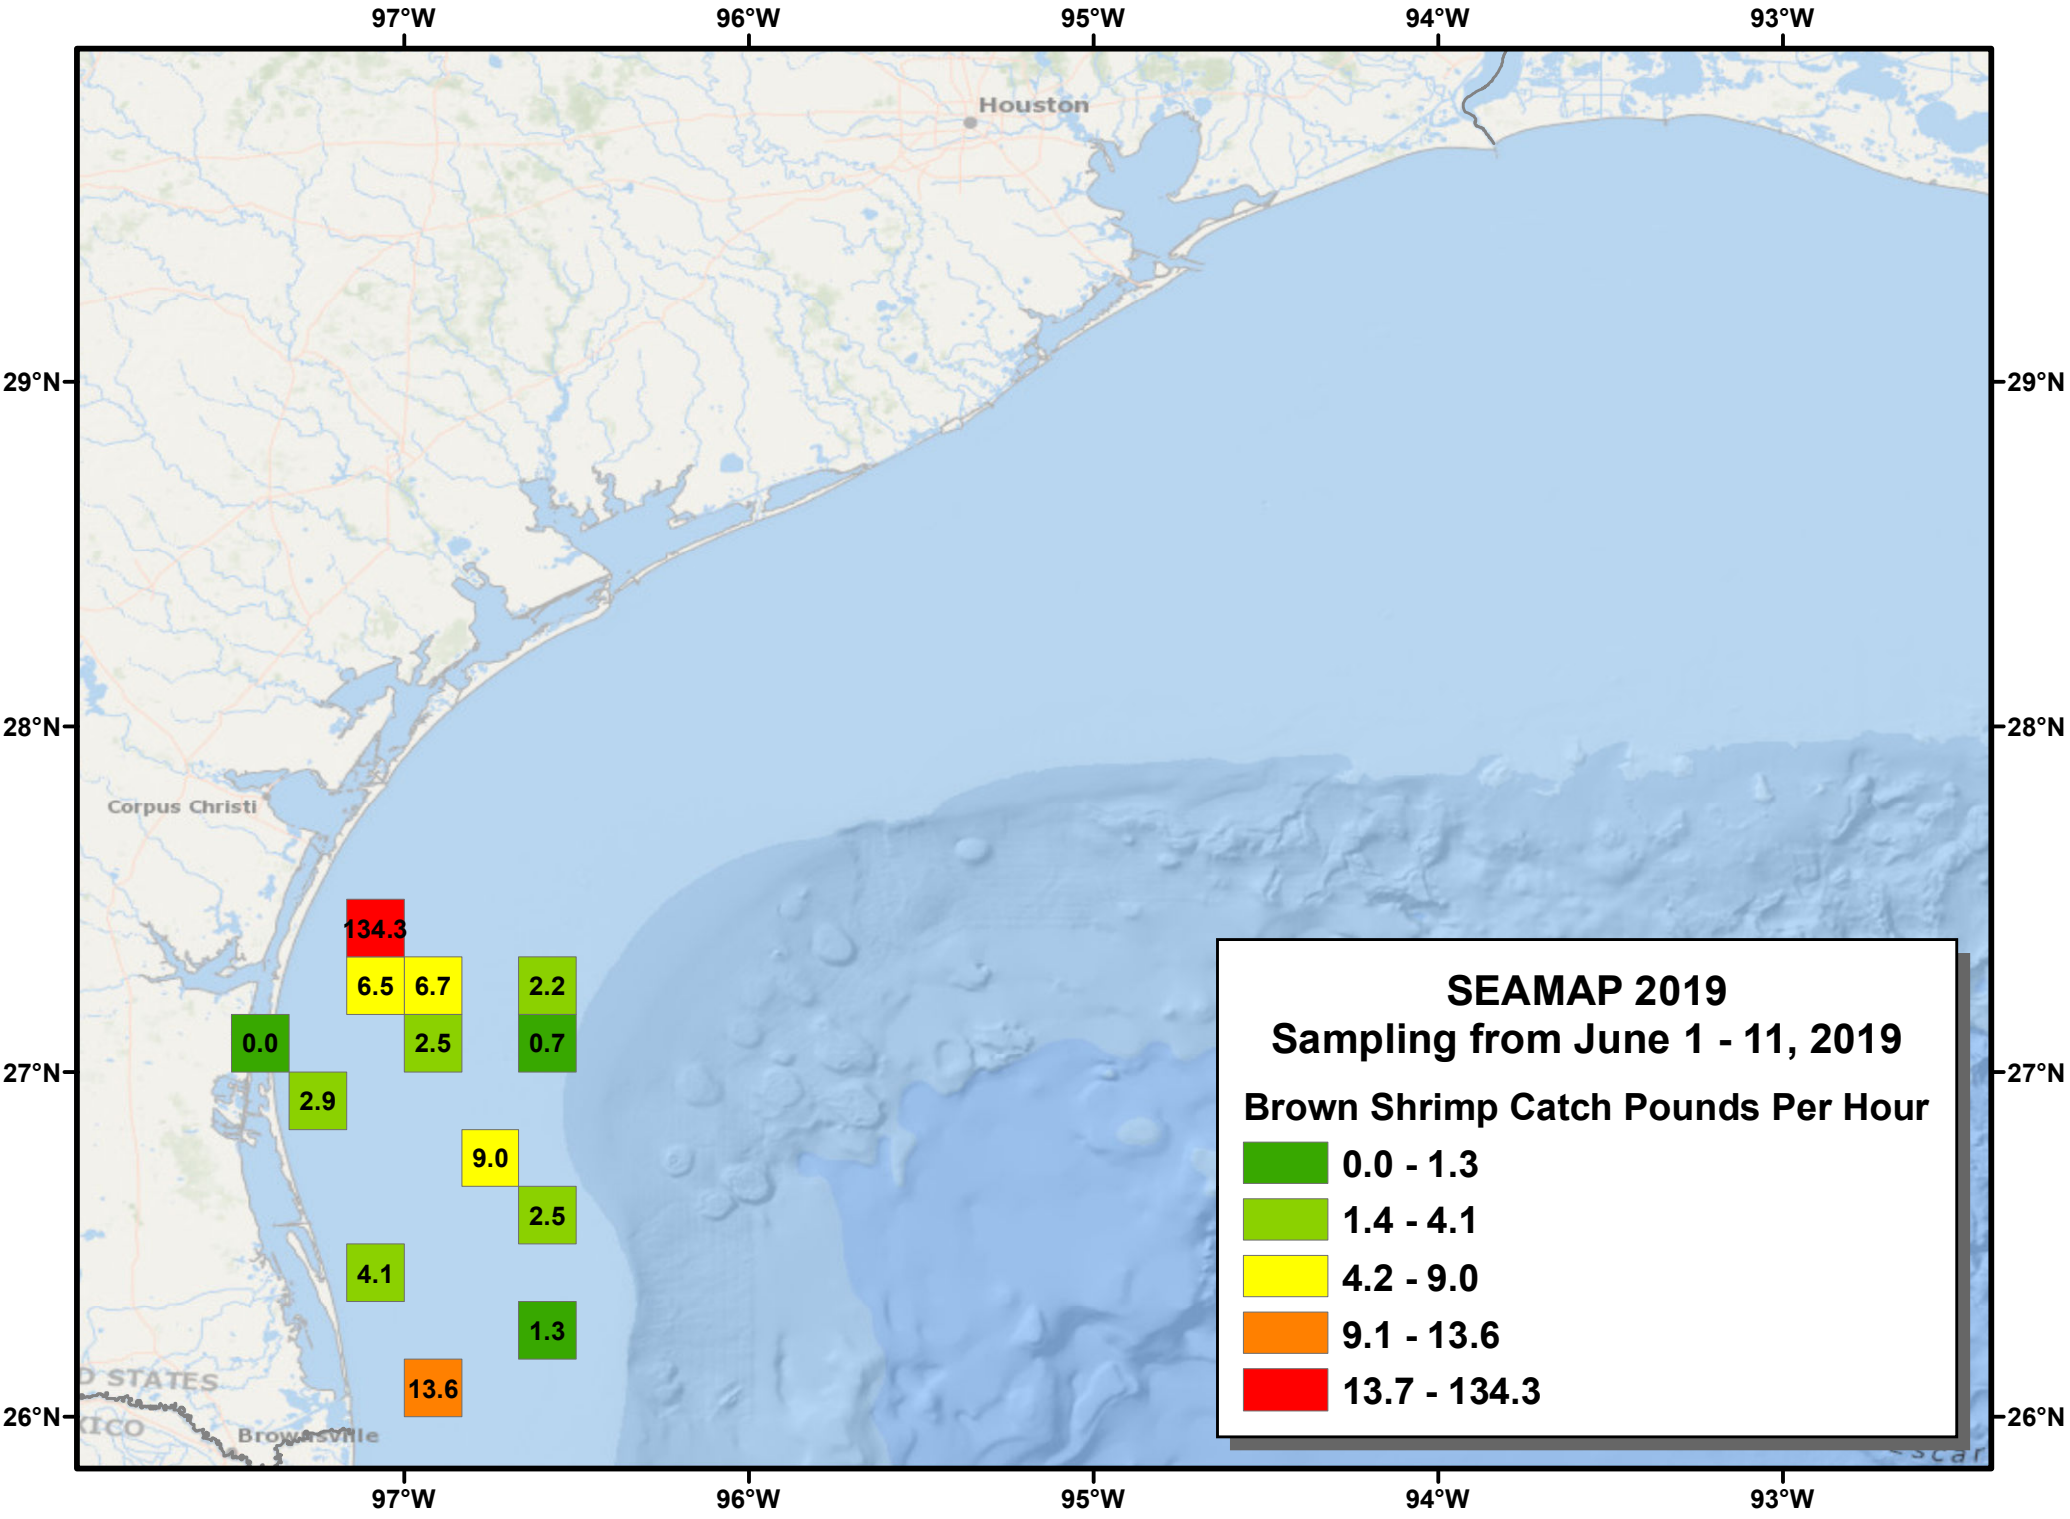 97°W 96°W 95°W 94°W 93°W
Houston
29°N 29°N
28°N 28°N
Corpus Christi
134.3
6.5 6.7 2.2
0.0 2.5 0.7
27°N 27°N
2.9
9.0
2.5
4.1
1.3
13.6
D STATES
26°N 26°N
XICO
Brownsville
SEAMAP 2019
Sampling from June 1 - 11, 2019
Brown Shrimp Catch Pounds Per Hour
0.0 - 1.3
1.4 - 4.1
4.2 - 9.0
9.1 - 13.6
13.7 - 134.3
97°W 96°W 95°W 94°W 93°W